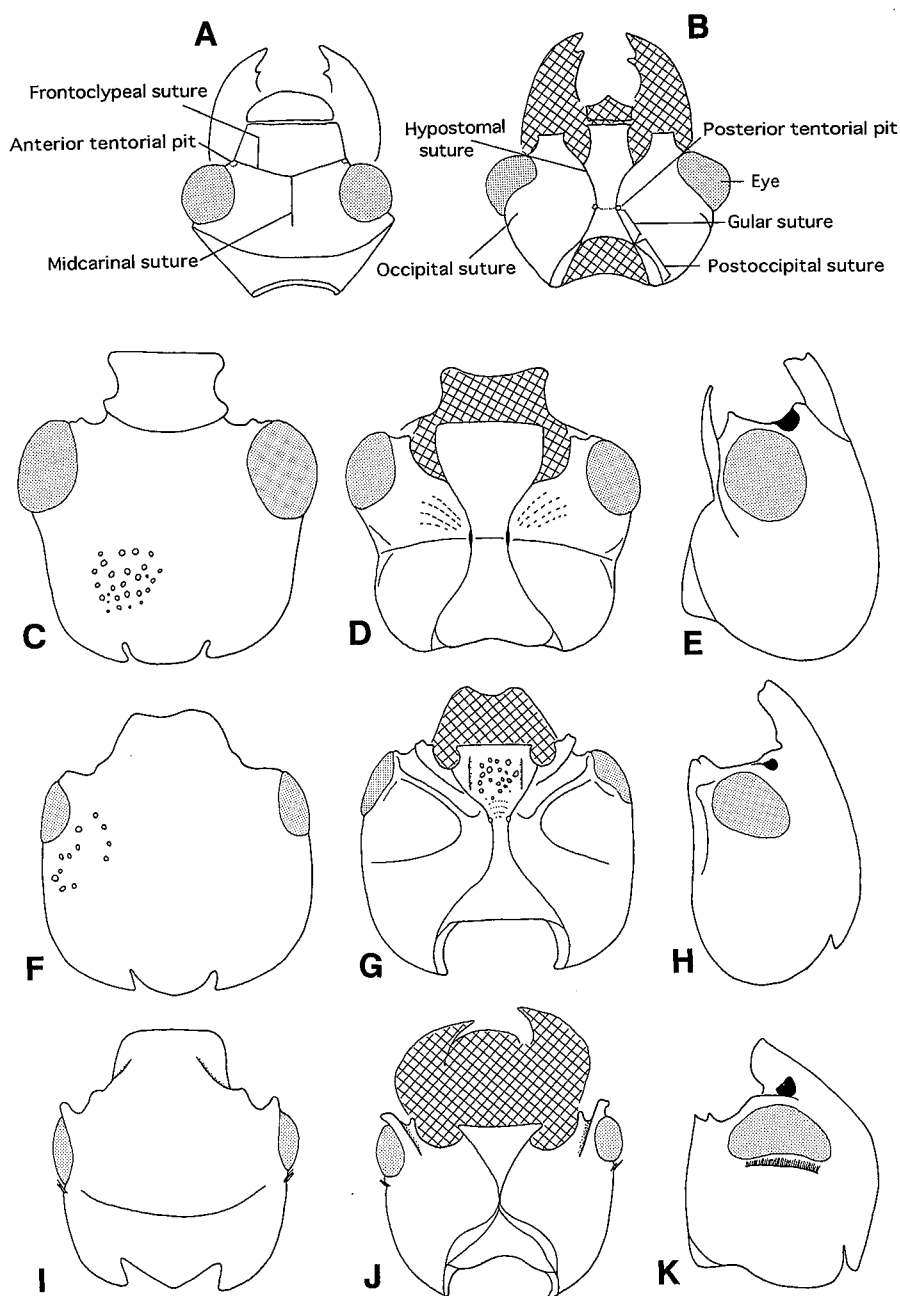 A
B
Frontoclypeal suture
Anterior tentorial pit
Midcarinal suture
Hypostomal
suture
Occipital suture
Posterior tentorial pit
Eye
Gular suture
Postoccipital suture
C
D
E
F
G
H
I
J
K